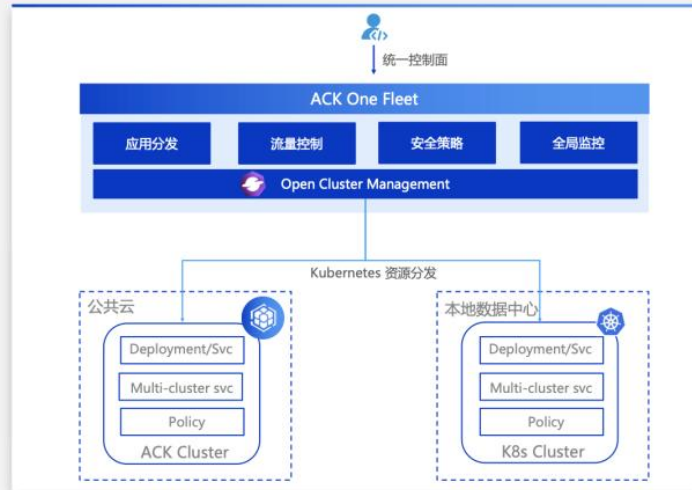 统一控制面
ACK One Fleet
应用分发
流量控制
安全策略
全局监控
Open Cluster Management
Kubernetes 资源分发
公共云
Deployment/Svc
Multi-cluster svc
Policy
ACK Cluster
本地数据中心
Deployment/Svc
Multi-cluster svc
Policy
K8s Cluster